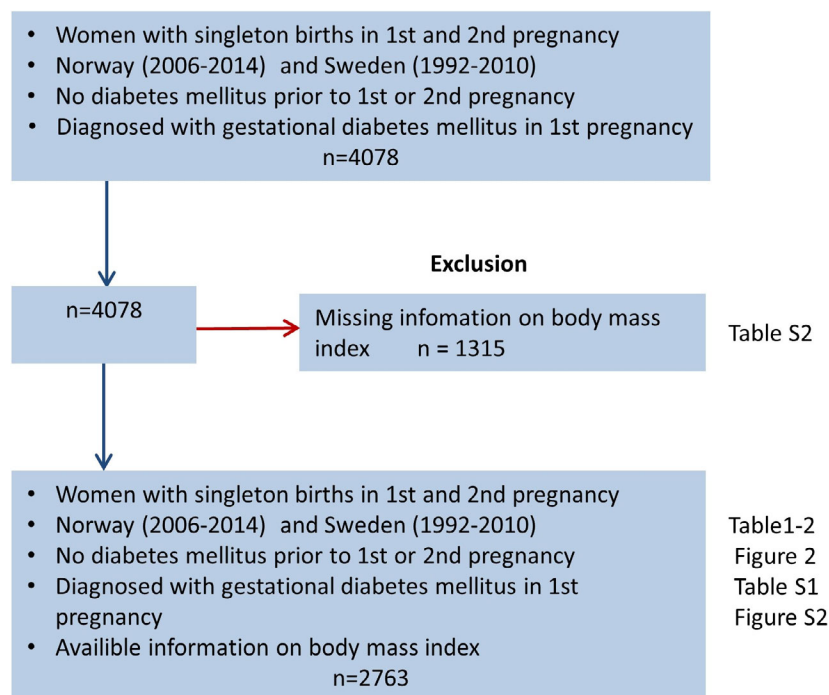 • Women with singleton births in 1st and 2nd pregnancy
• Norway (2006-2014) and Sweden (1992-2010)
• No diabetes mellitus prior to 1st or 2nd pregnancy
• Diagnosed with gestational diabetes mellitus in 1st pregnancy
n=4078
Exclusion
n=4078
Missing infomation on body mass
index n = 1315
Table S2
• Women with singleton births in 1st and 2nd pregnancy
• Norway (2006-2014) and Sweden (1992-2010)
• No diabetes mellitus prior to 1st or 2nd pregnancy
• Diagnosed with gestational diabetes mellitus in 1st
pregnancy
• Availible information on body mass index
n=2763
Table1-2
Figure 2
Table S1
Figure S2